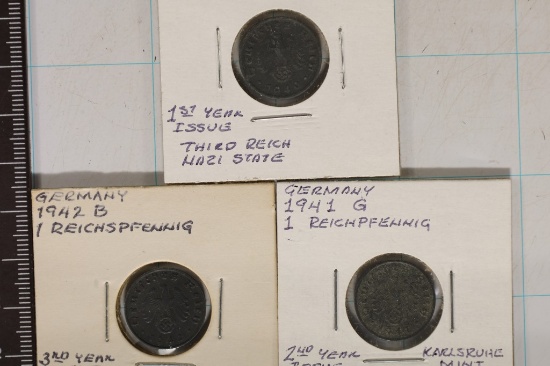 1ST YEAR
ISSUE
THIRD REICH
NAZI STATE
GERMANY
1942 B
1 REICHSPFENNIG
3RD YEAR
GERMANY
1941 G
1 REICHPFENNIG
2ND YEAR
KARLSRUHE
MINT